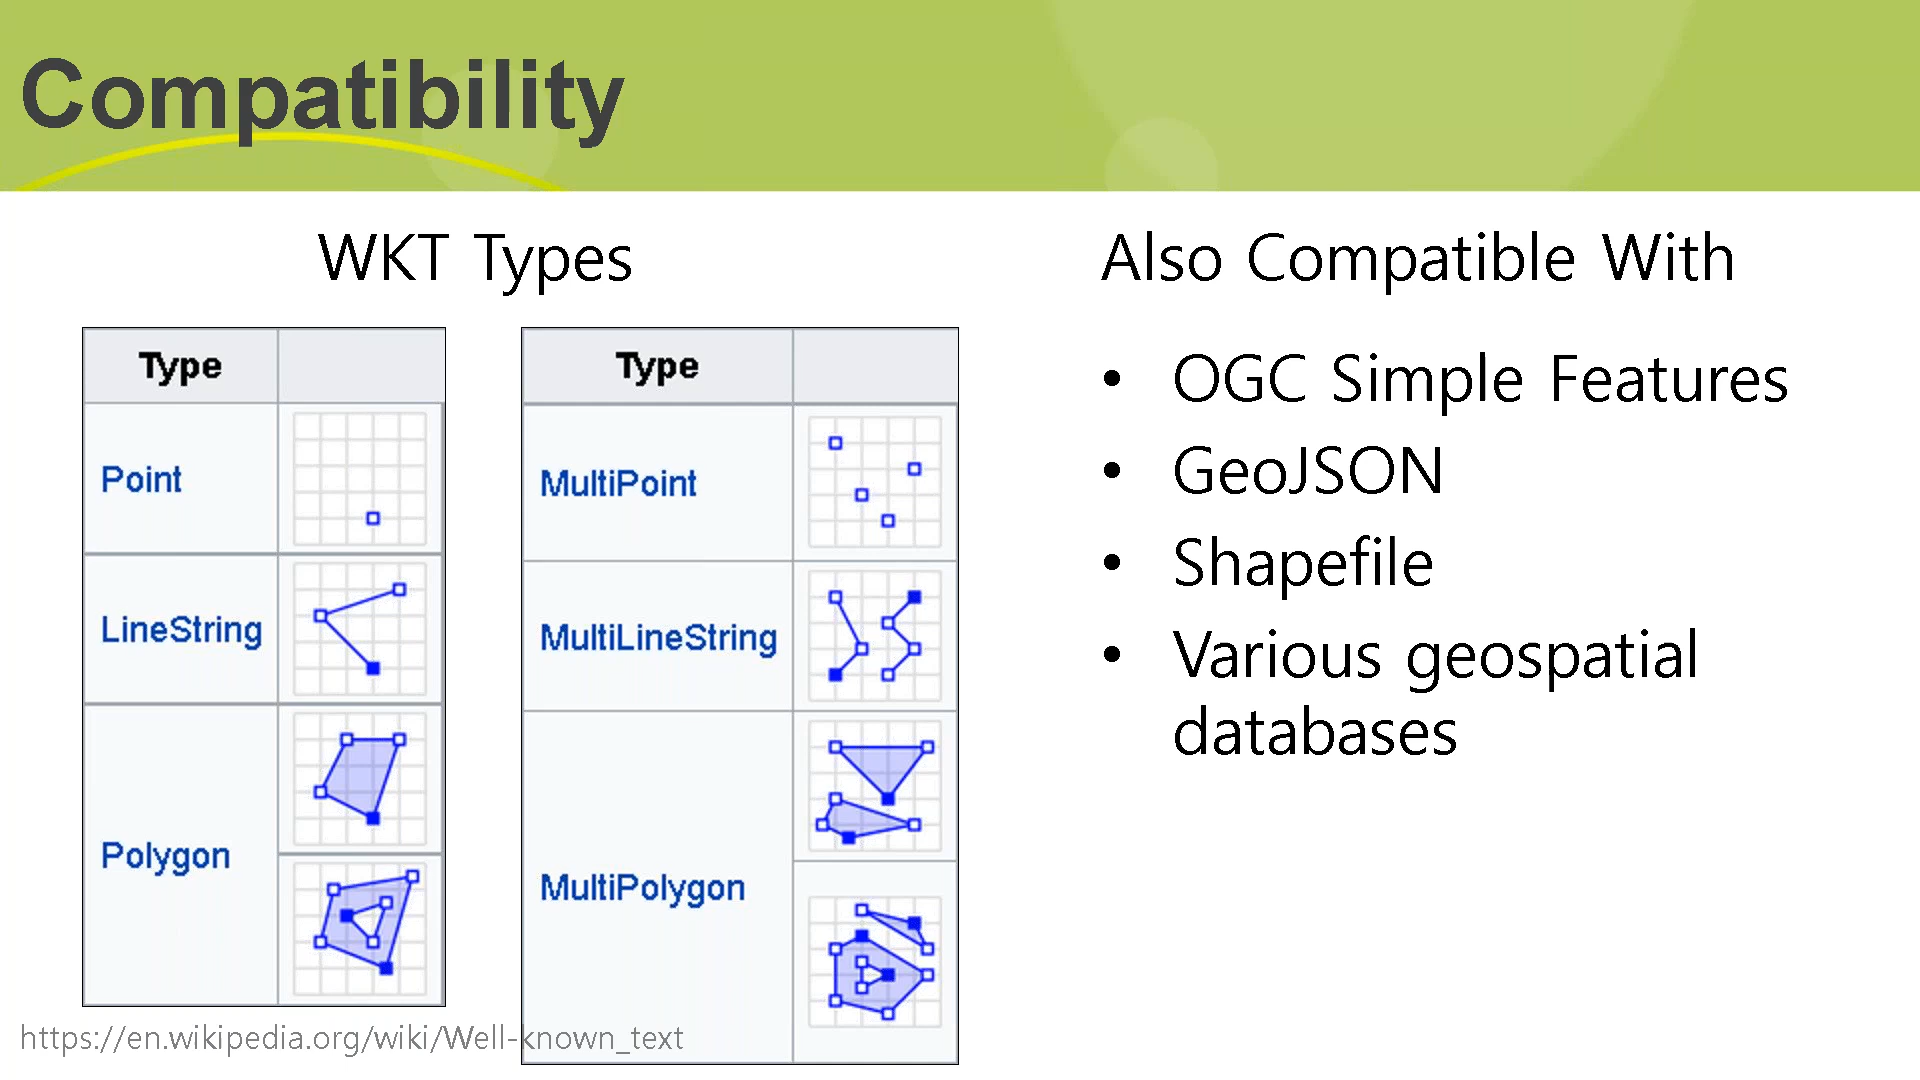 Compatibility
WKT Types
Type
Point
LineString
Polygon
Type
MultiPoint
MultiLineString
MultiPolygon
Also Compatible With
• OGC Simple Features
• GeoJSON
• Shapefile
• Various geospatial
databases
https://en.wikipedia.org/wiki/Well-known_text